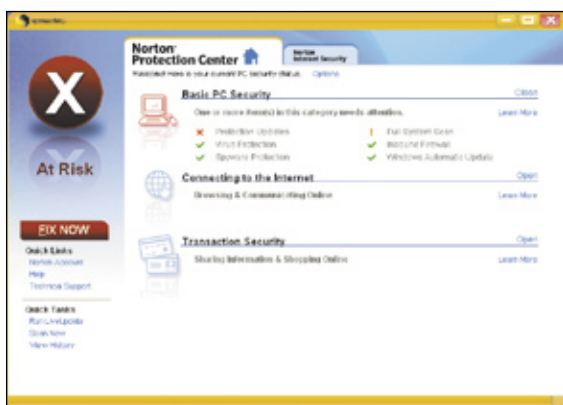 symantec.
Norton
Protection Center
Norton
Internet Security
Welcome! Here is your current PC security status. Options
X
At Risk
FIX NOW
Quick Links
Norton Account
Help
Technical Support
Quick Tasks
Run LiveUpdate
Scan Now
View History
Basic PC Security Close
One or more item(s) in this category needs attention. Learn More
Protection Updates
Virus Protection
Spyware Protection
Full System Scan
Inbound Firewall
Windows Automatic Update
Connecting to the Internet Open
Browsing & Communicating Online Learn More
Transaction Security Open
Sharing Information & Shopping Online Learn More